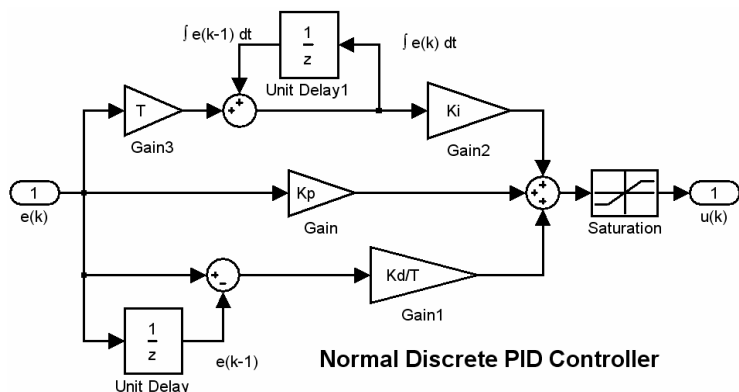 ∫ e(k-1) dt
1
z
∫ e(k) dt
Unit Delay1
T
+
+
Gain3
Ki
Gain2
1
e(k)
Kp
Gain
+
+
+
Saturation
1
u(k)
+
-
Kd/T
Gain1
1
z
e(k-1)
Unit Delay
Normal Discrete PID Controller